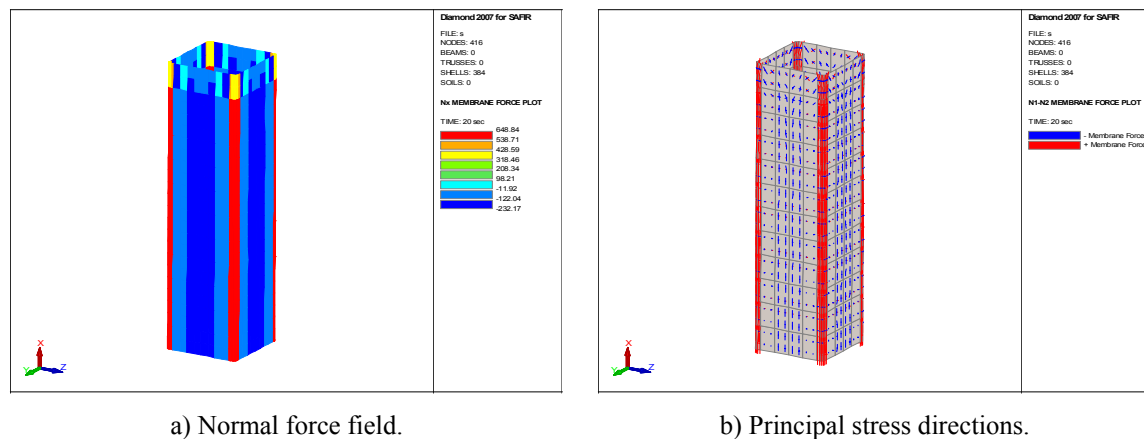 Diamond 2007 for SAFIR
FILE: s
NODES: 416
BEAMS: 0
TRUSSES: 0
SHELLS: 384
SOILS: 0
Nx MEMBRANE FORCE PLOT
TIME: 20 sec
648.84
538.71
428.59
318.46
208.34
98.21
-11.92
-122.04
-232.17
X
Y
Z
a) Normal force field.
Diamond 2007 for SAFIR
FILE: s
NODES: 416
BEAMS: 0
TRUSSES: 0
SHELLS: 384
SOILS: 0
N1-N2 MEMBRANE FORCE PLOT
TIME: 20 sec
- Membrane Force
+ Membrane Force
X
Y
Z
b) Principal stress directions.